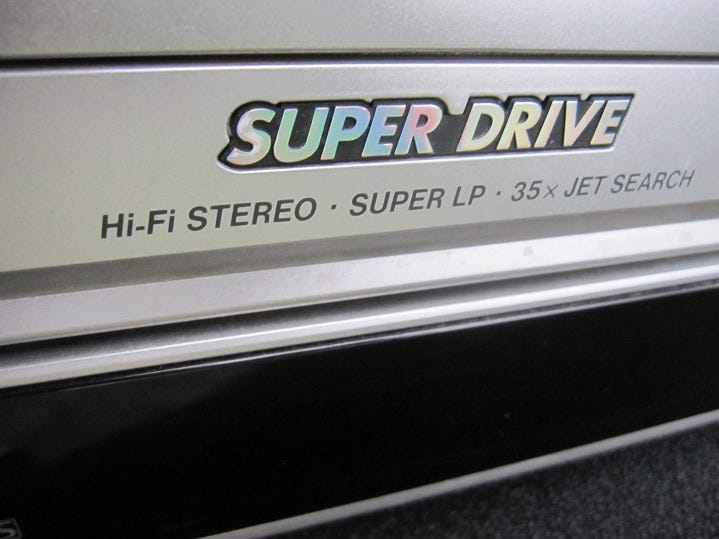 SUPER DRIVE
Hi-Fi STEREO · SUPER LP · 35× JET SEARCH